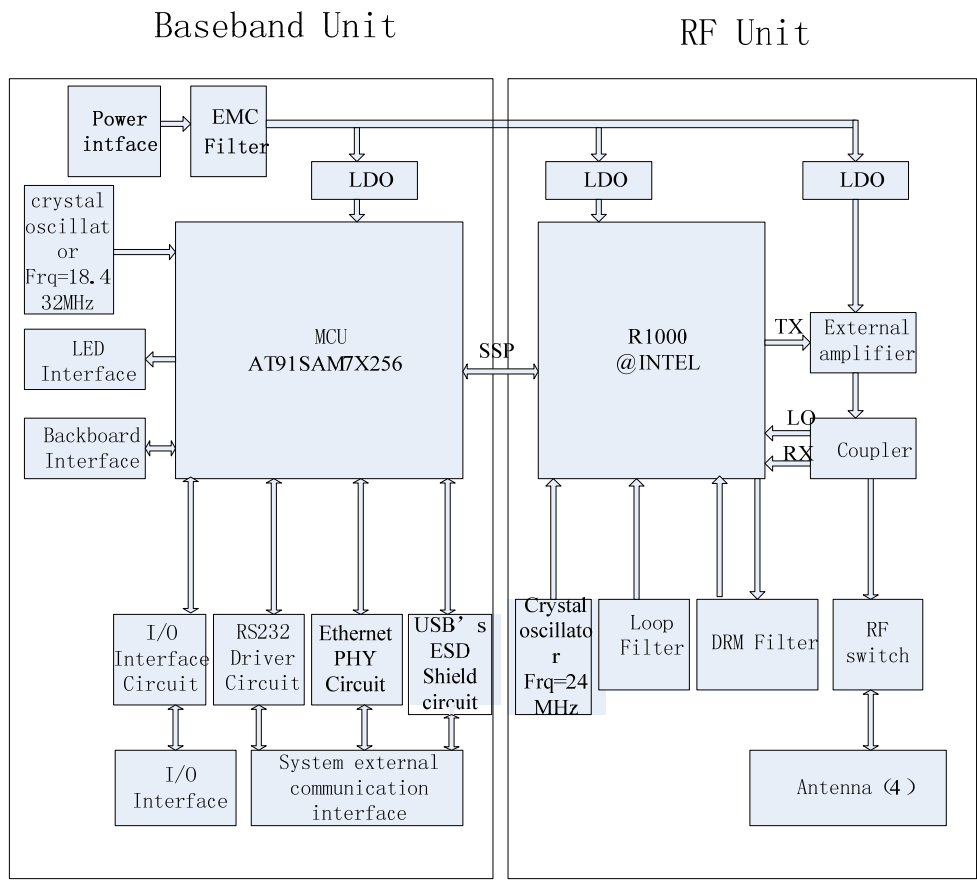 Baseband Unit
RF Unit
Power
intface
EMC
Filter
LDO
LDO
LDO
crystal
oscillat
or
Frq=18.4
32MHz
MCU
AT91SAM7X256
SSP
R1000
@INTEL
TX
External
amplifier
LED
Interface
Backboard
Interface
LO
RX
Coupler
I/O
Interface
Circuit
RS232
Driver
Circuit
Ethernet
PHY
Circuit
USB’s
ESD
Shield
circuit
Crystal
oscillato
r
Frq=24
MHz
Loop
Filter
DRM Filter
RF
switch
I/O
Interface
System external
communication
interface
Antenna (4)